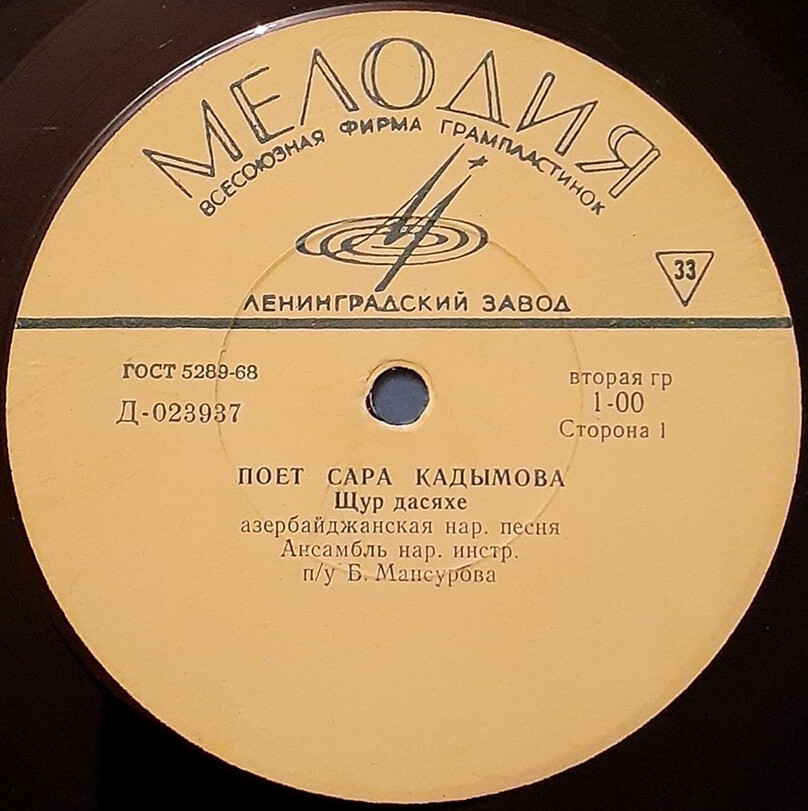 МЕЛОДИЯ
ВСЕСОЮЗНАЯ ФИРМА ГРАМПЛАСТИНОК
33
ЛЕНИНГРАДСКИЙ ЗАВОД
ГОСТ 5289-68
Д-023937
вторая гр
1-00
Сторона 1
ПОЕТ САРА КАДЫМОВА
Щур дасяхе
азербайджанская нар. песня
Ансамбль нар. инстр.
п/у Б. Мансурова